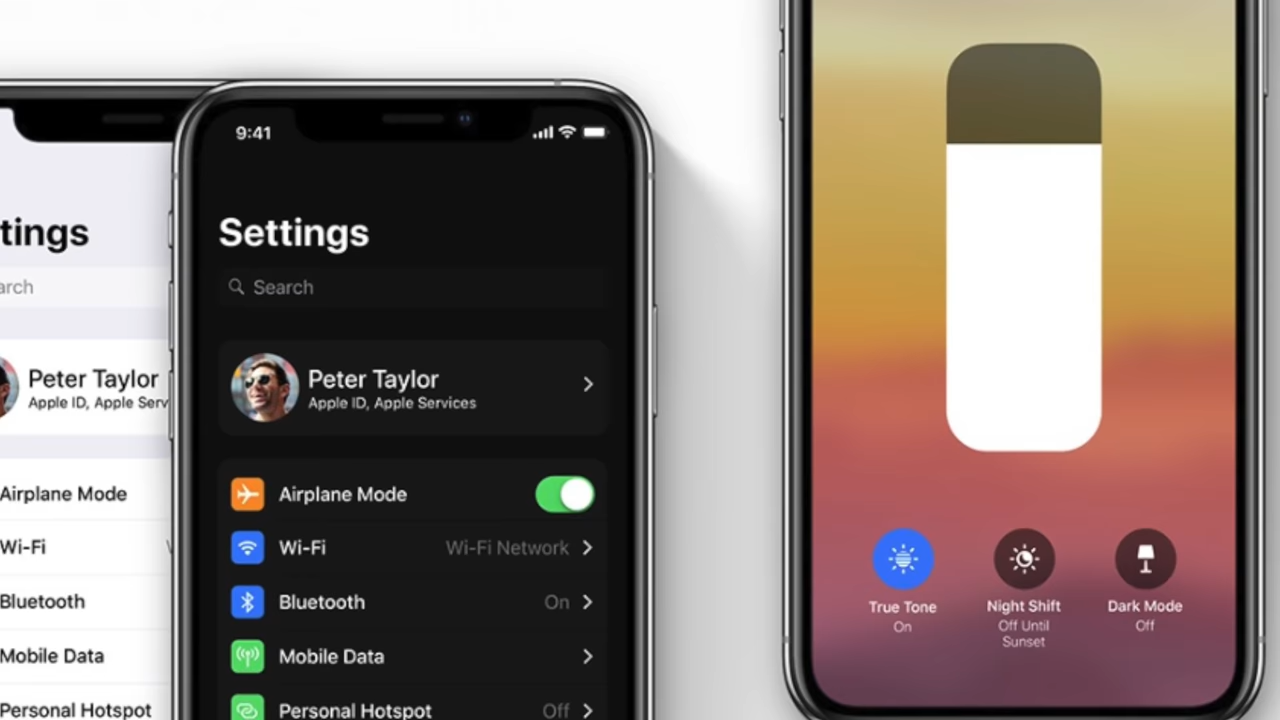 tings
arch
Peter Taylor
Apple ID, Apple Serv
Airplane Mode
Wi-Fi
Bluetooth
Mobile Data
Personal Hotspot
9:41
Settings
Search
Peter Taylor
Apple ID, Apple Services
Airplane Mode
Wi-Fi Wi-Fi Network
Bluetooth On
Mobile Data
Personal Hotspot Off
True Tone
On
Night Shift
Off Until
Sunset
Dark Mode
Off